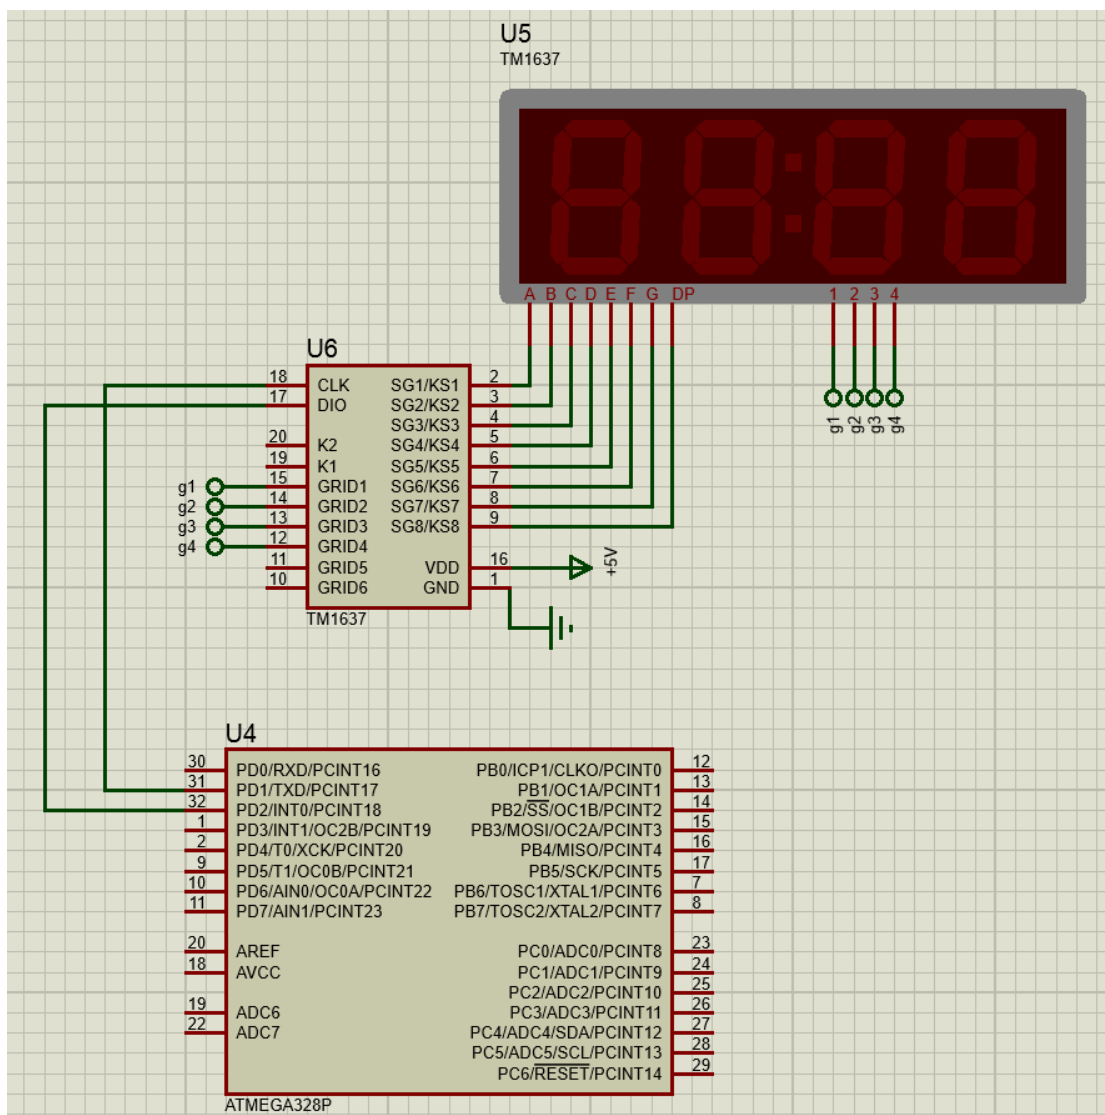 U5
TM1637
A B C D E F G DP 1 2 3 4
g1 g2 g3 g4
U6
18 CLK SG1/KS1 2
17 DIO SG2/KS2 3
SG3/KS3 4
20 K2 SG4/KS4 5
19 K1 SG5/KS5 6
g1 15 GRID1 SG6/KS6 7
g2 14 GRID2 SG7/KS7 8
g3 13 GRID3 SG8/KS8 9
g4 12 GRID4
11 GRID5 VDD 16 +5V
10 GRID6 GND 1
TM1637
U4
30 PD0/RXD/PCINT16 PB0/ICP1/CLKO/PCINT0 12
31 PD1/TXD/PCINT17 PB1/OC1A/PCINT1 13
32 PD2/INT0/PCINT18 PB2/SS/OC1B/PCINT2 14
1 PD3/INT1/OC2B/PCINT19 PB3/MOSI/OC2A/PCINT3 15
2 PD4/T0/XCK/PCINT20 PB4/MISO/PCINT4 16
9 PD5/T1/OC0B/PCINT21 PB5/SCK/PCINT5 17
10 PD6/AIN0/OC0A/PCINT22 PB6/TOSC1/XTAL1/PCINT6 7
11 PD7/AIN1/PCINT23 PB7/TOSC2/XTAL2/PCINT7 8
20 AREF PC0/ADC0/PCINT8 23
18 AVCC PC1/ADC1/PCINT9 24
PC2/ADC2/PCINT10 25
19 ADC6 PC3/ADC3/PCINT11 26
22 ADC7 PC4/ADC4/SDA/PCINT12 27
PC5/ADC5/SCL/PCINT13 28
PC6/RESET/PCINT14 29
ATMEGA328P